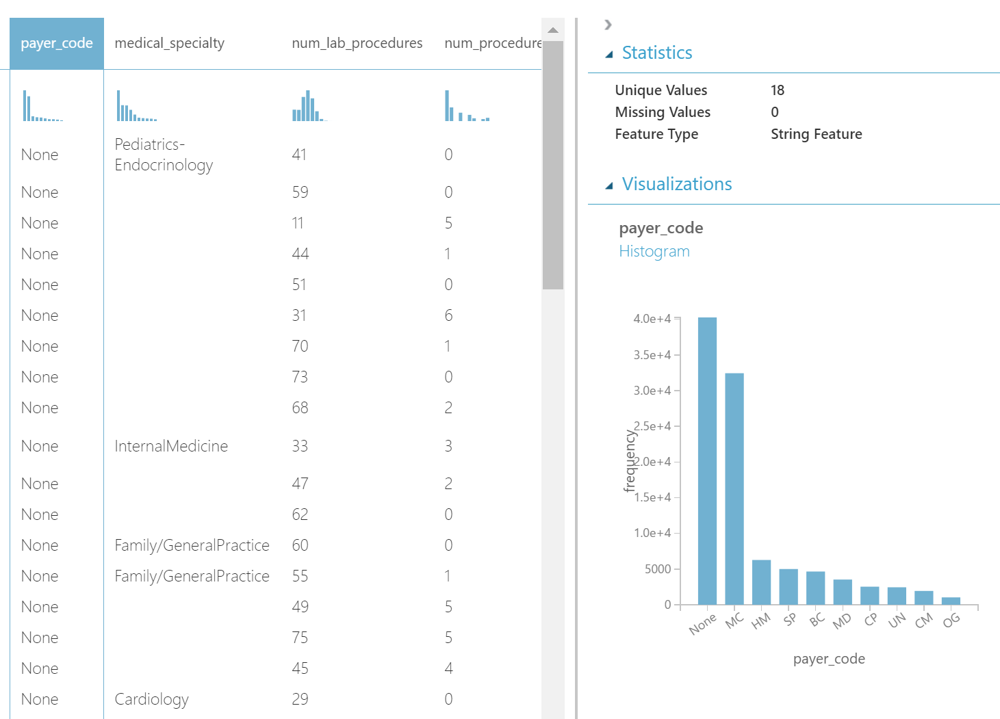 payer_code medical_specialty num_lab_procedures num_procedure
None Pediatrics-
Endocrinology 41 0
None 59 0
None 11 5
None 44 1
None 51 0
None 31 6
None 70 1
None 73 0
None 68 2
None InternalMedicine 33 3
None 47 2
None 62 0
None Family/GeneralPractice 60 0
None Family/GeneralPractice 55 1
None 49 5
None 75 5
None 45 4
None Cardiology 29 0
Statistics
Unique Values 18
Missing Values 0
Feature Type String Feature
Visualizations
payer_code
Histogram
4.0e+4
3.5e+4
3.0e+4
2.5e+4
2.0e+4
1.5e+4
1.0e+4
5000
0
frequency
None MC HM SP BC MD CP UN CM OG
payer_code